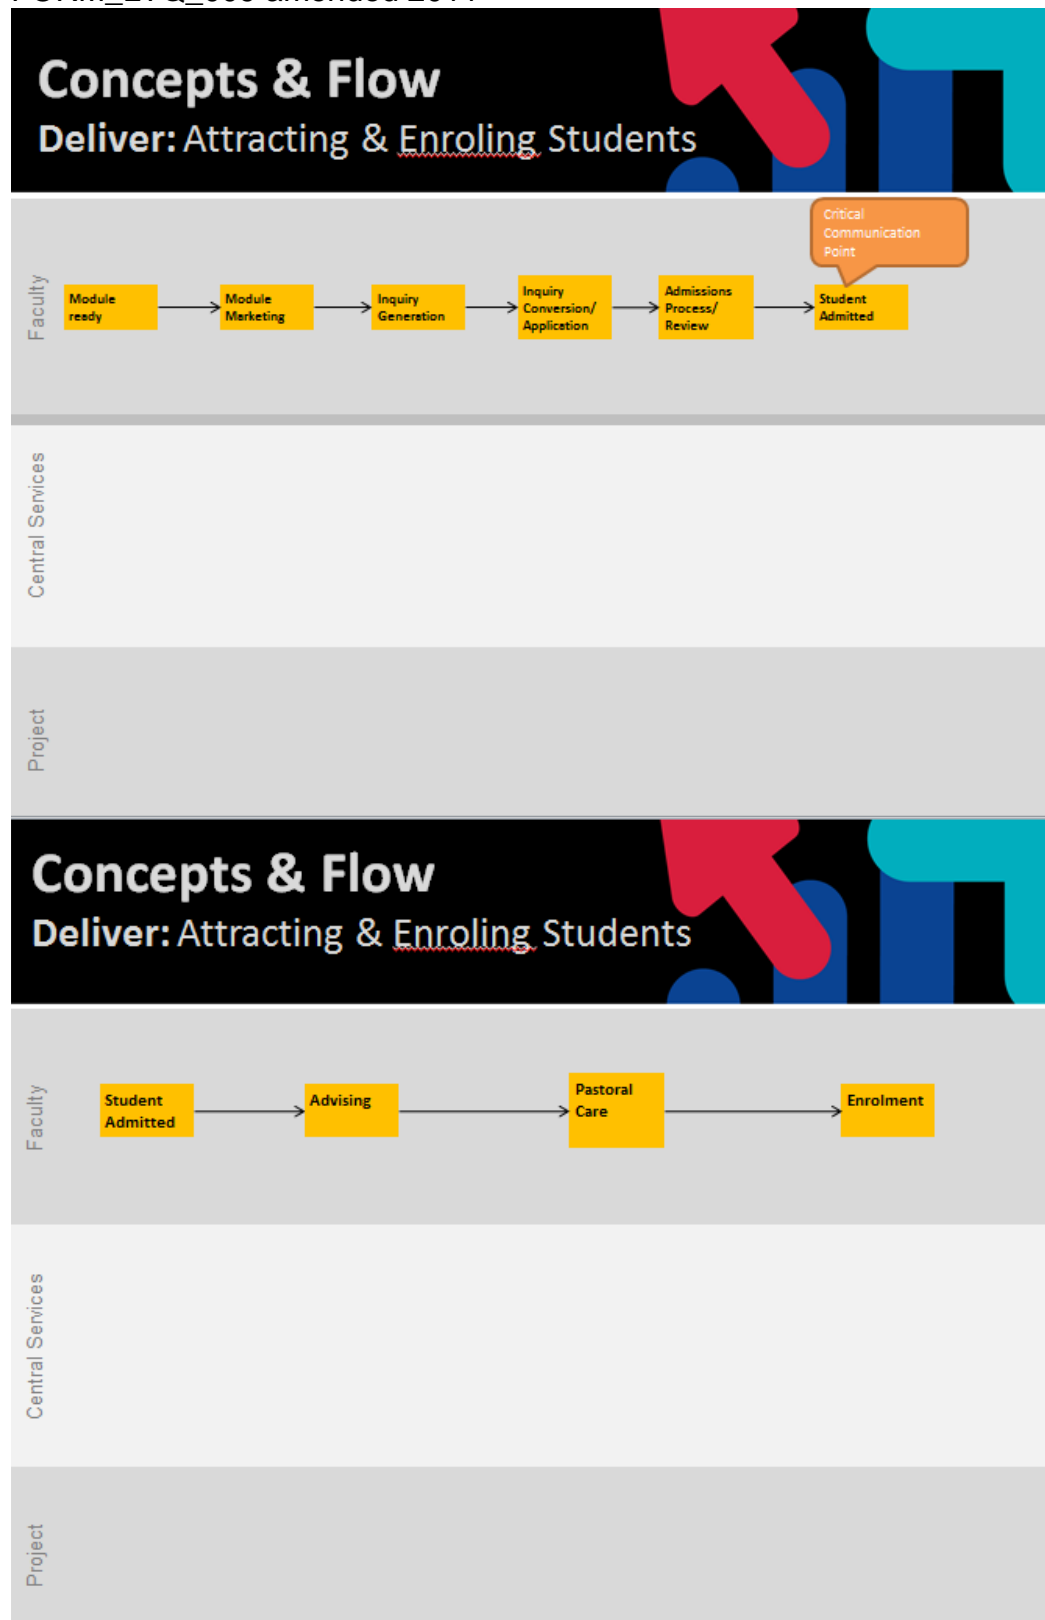 Concepts & Flow
Deliver: Attracting & Enroling Students
Critical
Communication
Point
Faculty
Module
ready
Module
Marketing
Inquiry
Generation
Inquiry
Conversion/
Application
Admissions
Process/
Review
Student
Admitted
Central Services
Project
Concepts & Flow
Deliver: Attracting & Enroling Students
Faculty
Student
Admitted
Advising
Pastoral
Care
Enrolment
Central Services
Project